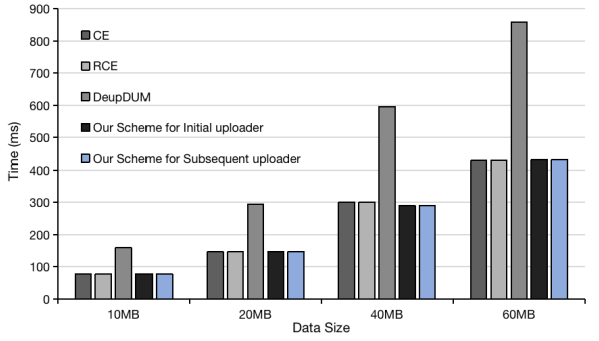 900
800
700
600
500
400
300
200
100
0
Time (ms)
CE
RCE
DeupDUM
Our Scheme for Initial uploader
Our Scheme for Subsequent uploader
10MB 20MB 40MB 60MB
Data Size